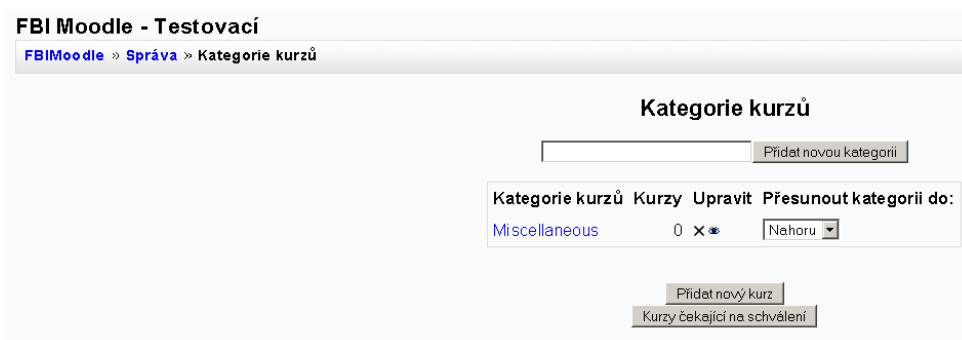 FBI Moodle - Testovací
FBIMoodle » Správa » Kategorie kurzů
Kategorie kurzů
Přidat novou kategorii
Kategorie kurzů Kurzy Upravit Přesunout kategorii do:
Miscellaneous 0 Nahoru
Přidat nový kurz
Kurzy čekající na schválení